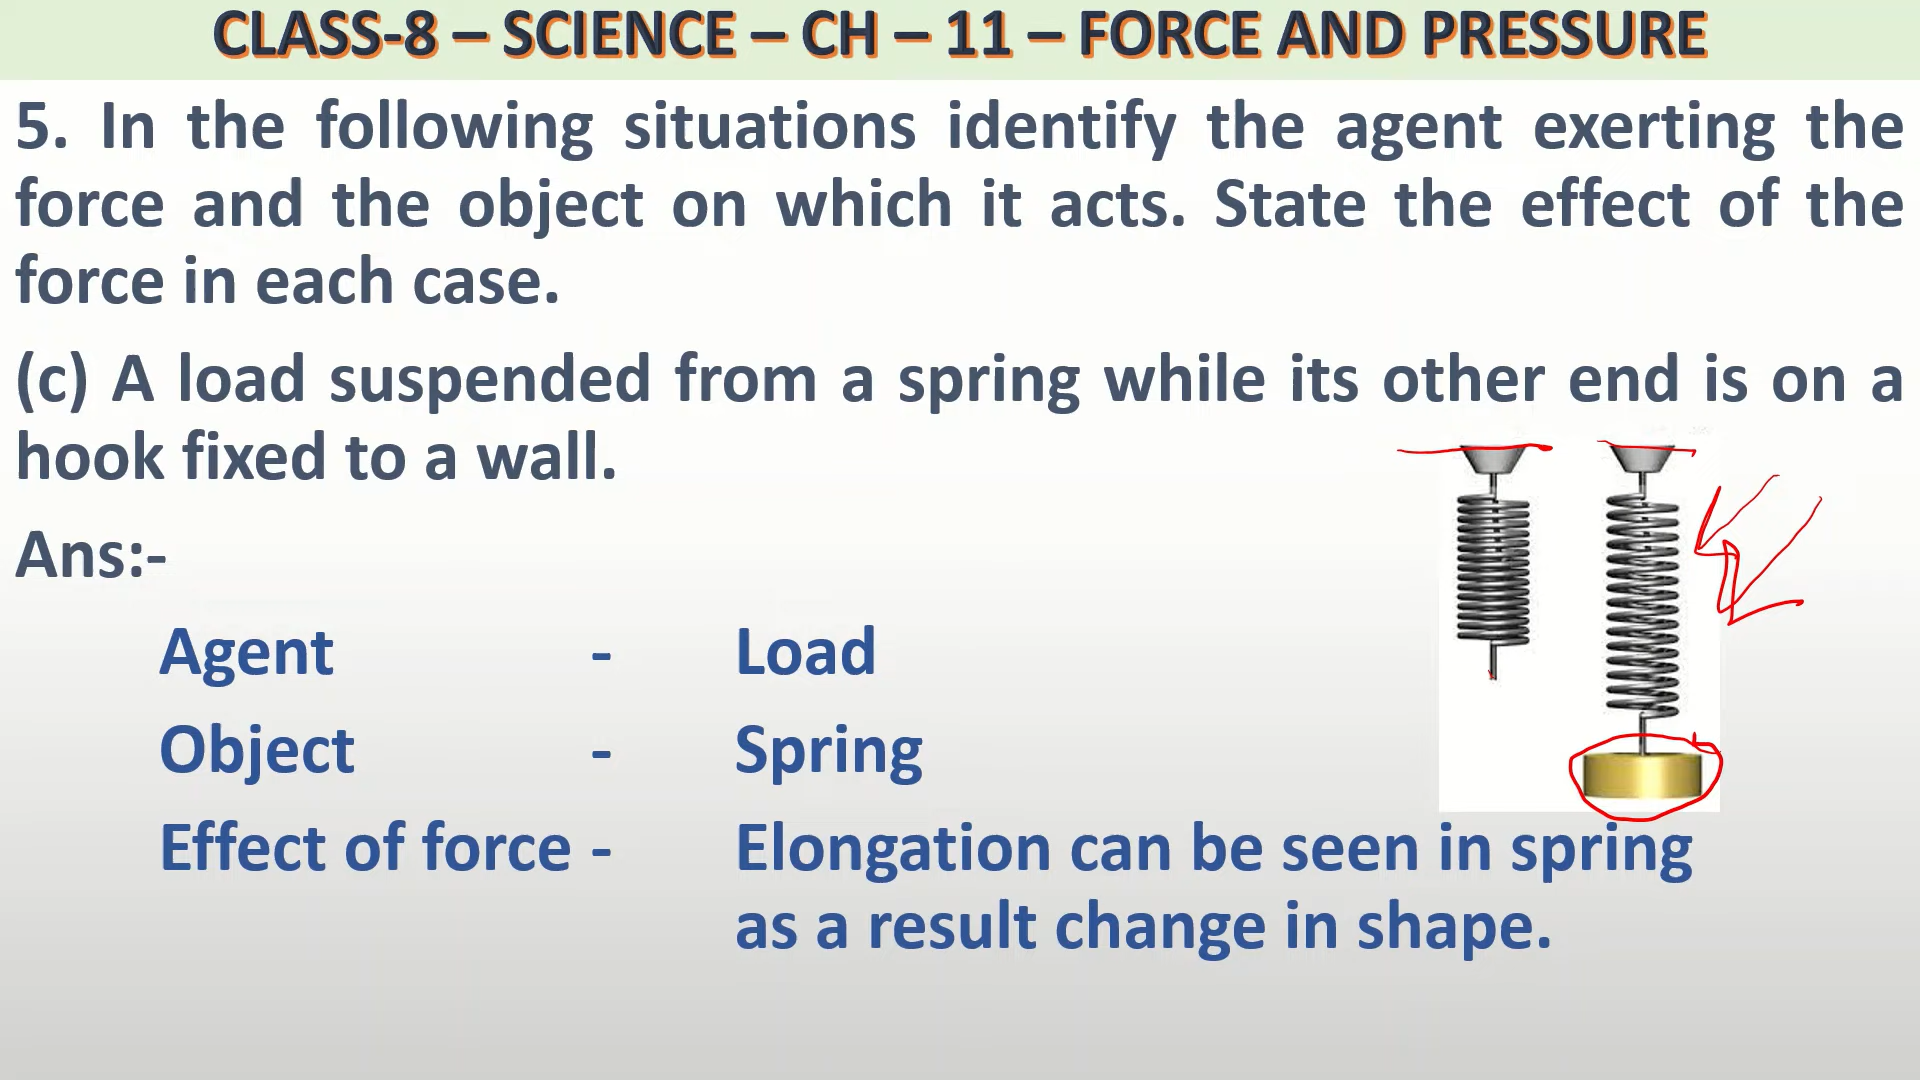 CLASS-8 – SCIENCE – CH – 11 – FORCE AND PRESSURE
5. In the following situations identify the agent exerting the
force and the object on which it acts. State the effect of the
force in each case.
(c) A load suspended from a spring while its other end is on a
hook fixed to a wall.
Ans:-
Agent - Load
Object - Spring
Effect of force - Elongation can be seen in spring
as a result change in shape.